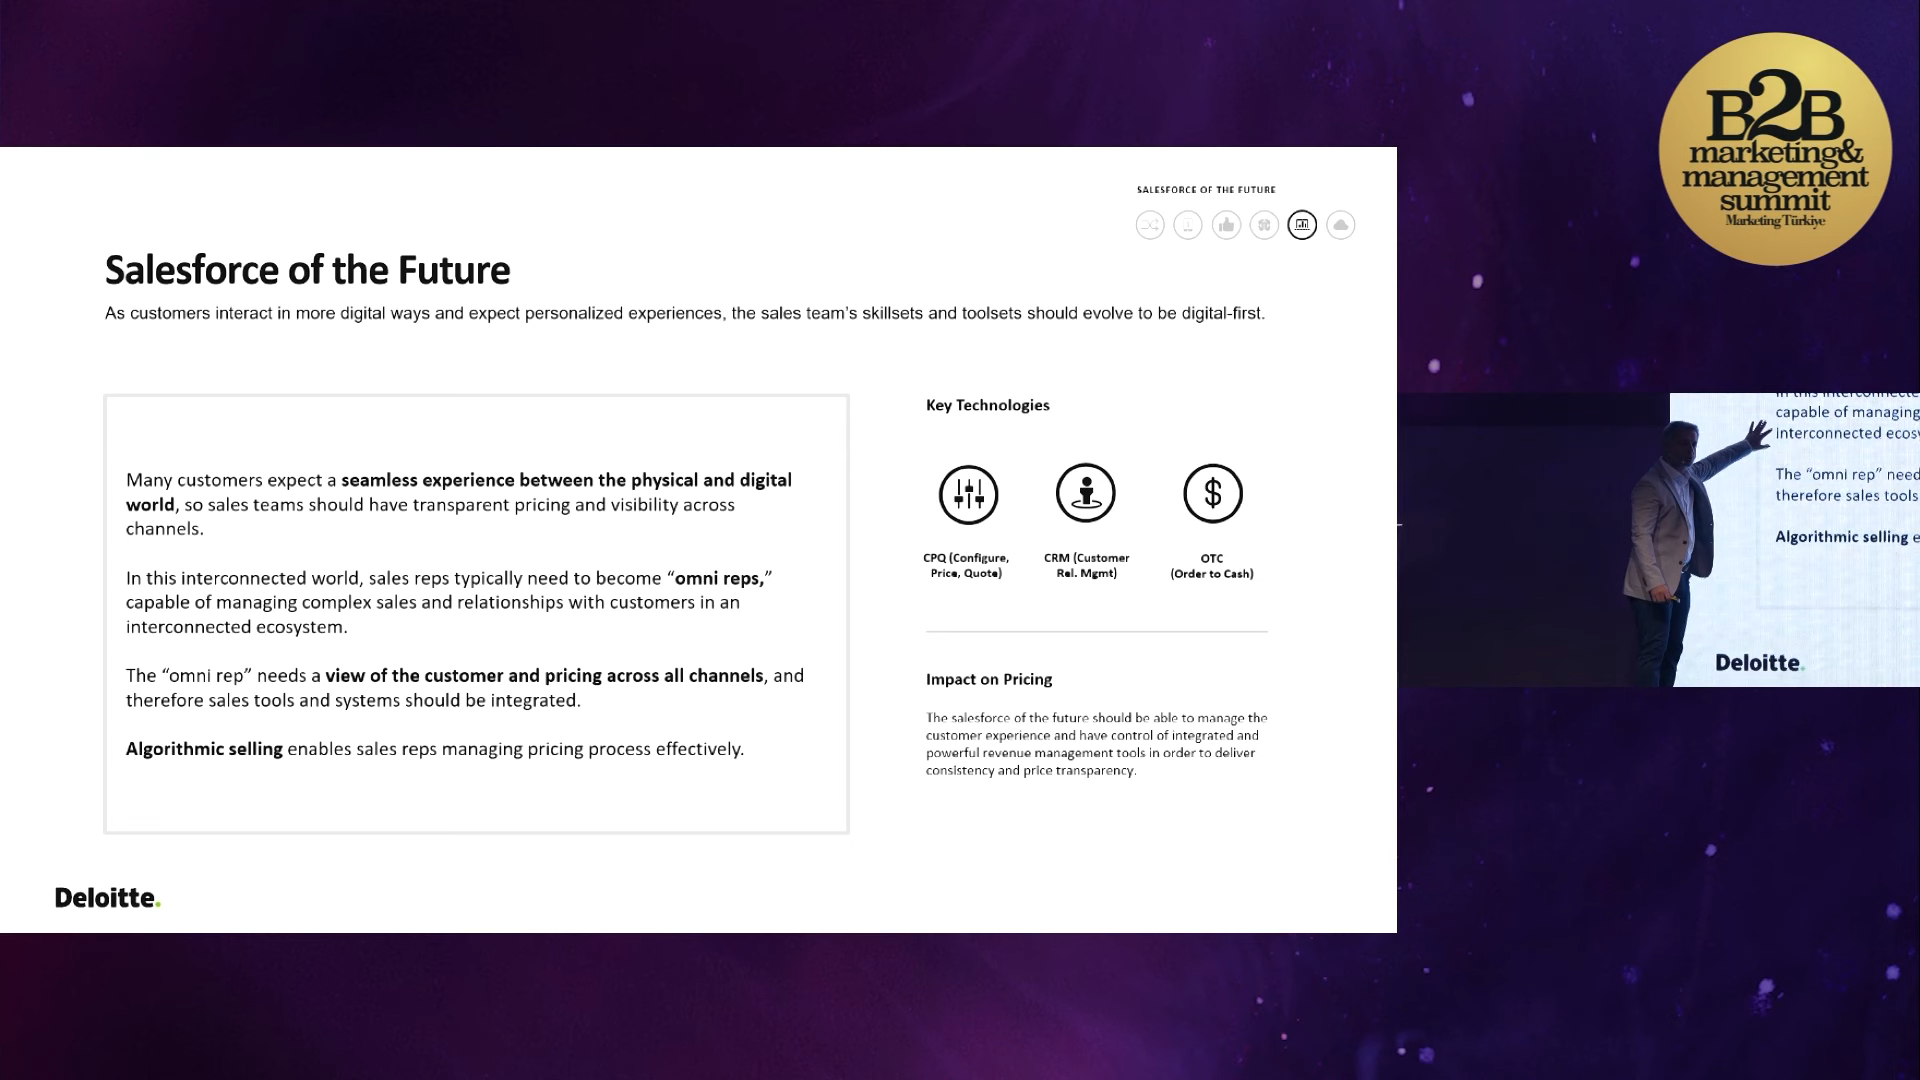 SALESFORCE OF THE FUTURE
Salesforce of the Future
As customers interact in more digital ways and expect personalized experiences, the sales team's skillsets and toolsets should evolve to be digital-first.
Many customers expect a seamless experience between the physical and digital
world, so sales teams should have transparent pricing and visibility across
channels.
In this interconnected world, sales reps typically need to become “omni reps,”
capable of managing complex sales and relationships with customers in an
interconnected ecosystem.
The “omni rep” needs a view of the customer and pricing across all channels, and
therefore sales tools and systems should be integrated.
Algorithmic selling enables sales reps managing pricing process effectively.
Key Technologies
CPQ (Configure,
Price, Quote)
CRM (Customer
Rel. Mgmt)
OTC
(Order to Cash)
Impact on Pricing
The salesforce of the future should be able to manage the
customer experience and have control of integrated and
powerful revenue management tools in order to deliver
consistency and price transparency.
Deloitte.
B2B
marketing&
management
summit
Marketing Türkiye
capable of managing
interconnected
The “omni rep” need
therefore sales tools
Algorithmic selling
Deloitte.